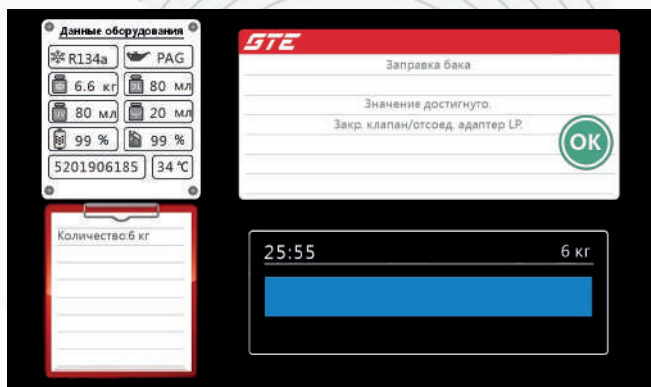 Данные оборудования
R134a
PAG
6.6 кг
80 мл
80 мл
20 мл
99 %
99 %
5201906185
34 ℃
GTE
Заправка бака
Значение достигнуто.
Закр. клапан/отсоед. адаптер LP.
OK
Количество:6 кг
25:55
6 кг